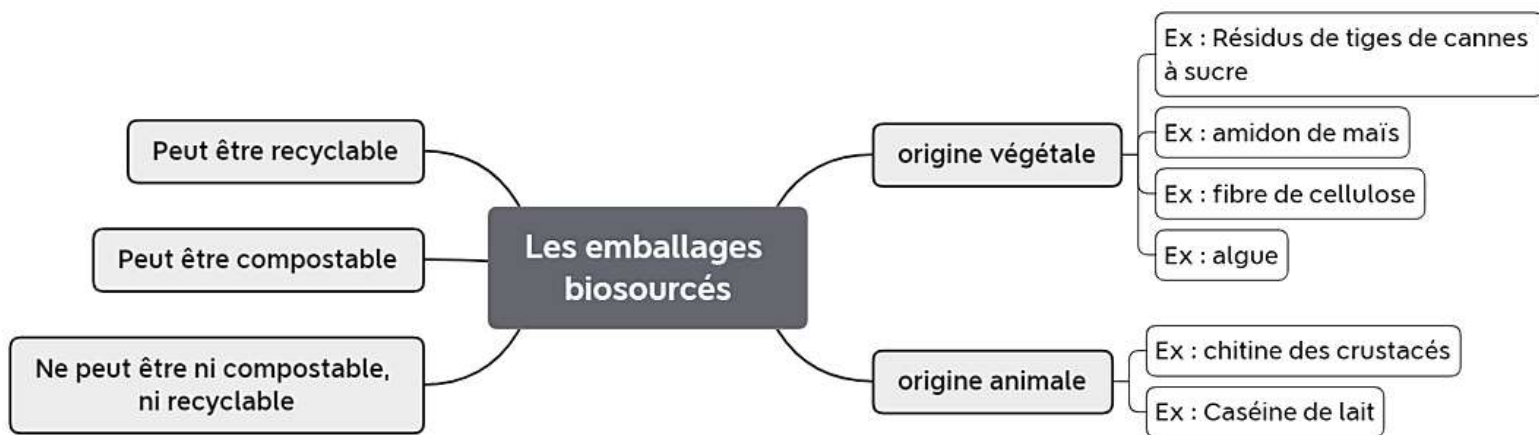 Peut être recyclable
Peut être compostable
Ne peut être ni compostable,
ni recyclable
Les emballages
biosourcés
origine végétale
Ex : Résidus de tiges de cannes
à sucre
Ex : amidon de maïs
Ex : fibre de cellulose
Ex : algue
origine animale
Ex : chitine des crustacés
Ex : Caséine de lait